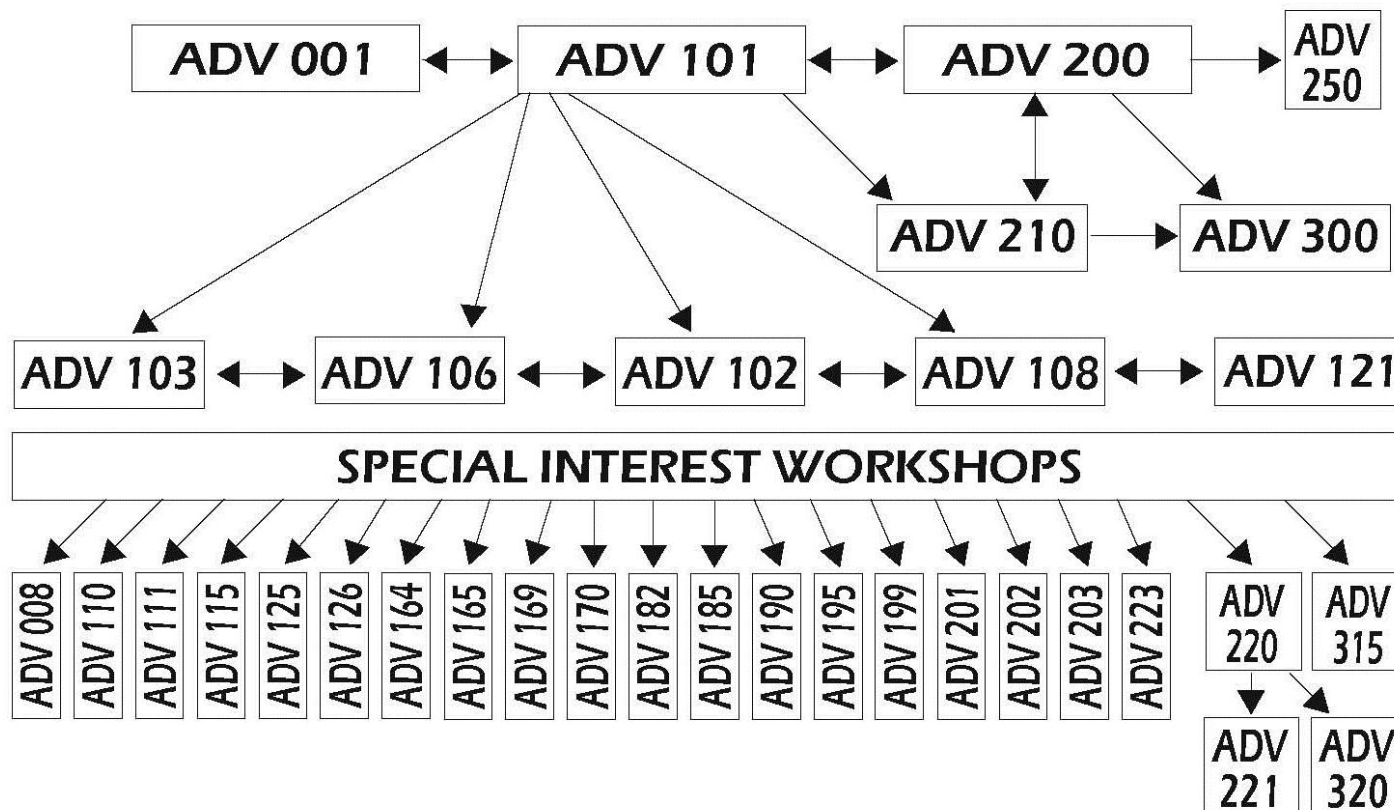 ADV 001
ADV 101
ADV 200
ADV
250
ADV 210
ADV 300
ADV 103
ADV 106
ADV 102
ADV 108
ADV 121
SPECIAL INTEREST WORKSHOPS
ADV 008
ADV 110
ADV 111
ADV 115
ADV 125
ADV 126
ADV 164
ADV 165
ADV 169
ADV 170
ADV 182
ADV 185
ADV 190
ADV 195
ADV 199
ADV 201
ADV 202
ADV 203
ADV 223
ADV
220
ADV
315
ADV
221
ADV
320